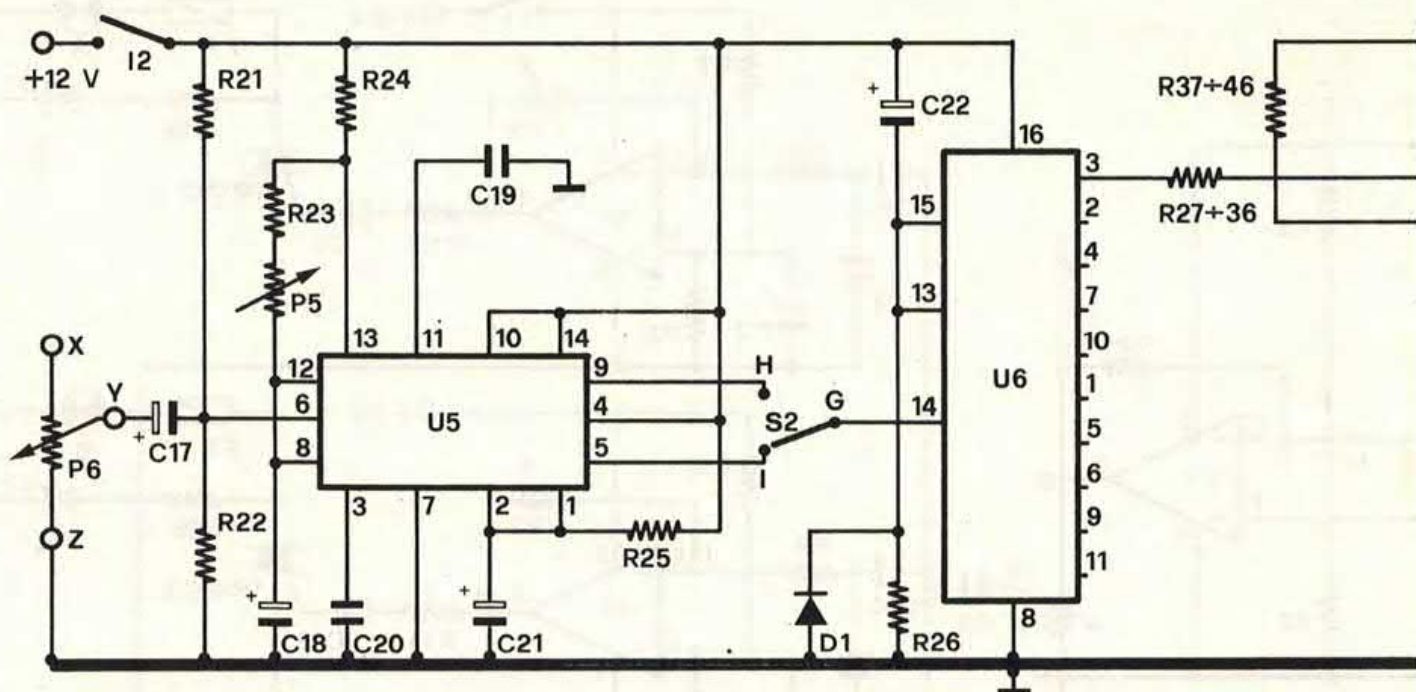 +12 V
I2
R21
R24
C22
R37÷46
16
3
C19
R23
15
2
R27÷36
4
P5
13
7
X
13
11
10
14
10
12
9
H
1
Y
6
U5
4
S2
G
14
U6
5
+
C17
8
5
I
6
P6
3
7
2
1
9
Z
R22
R25
11
+
C18
C20
+
C21
D1
R26
8
+